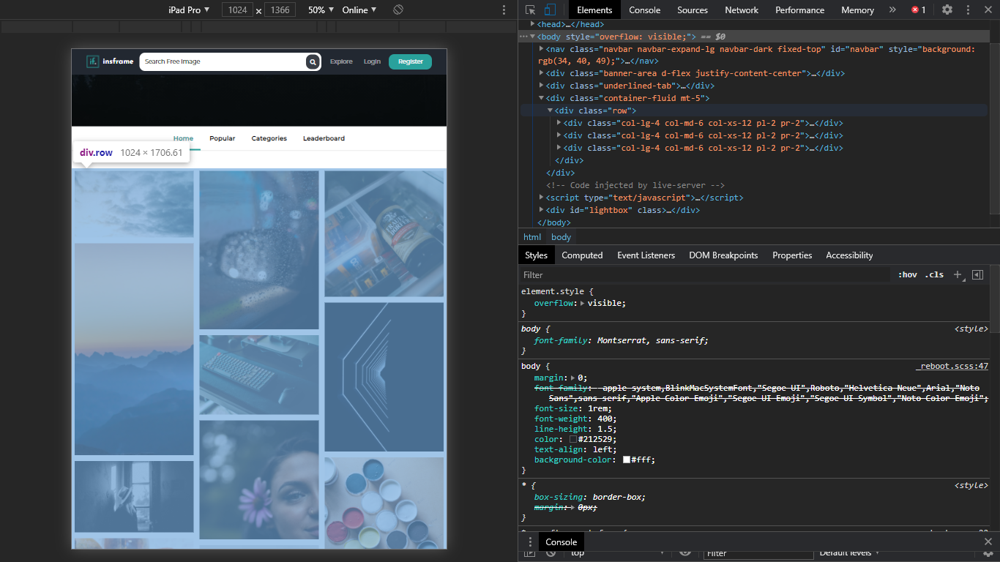 iPad Pro ▼ 1024 × 1366 50% ▼ Online ▼
if. insframe Search Free Image Explore Login Register
Home Popular Categories Leaderboard
div.row 1024 × 1706.61
Elements Console Sources Network Performance Memory » 1
<head>…</head>
<body style="overflow: visible;"> == $0
<nav class="navbar navbar-expand-lg navbar-dark fixed-top" id="navbar" style="background:
rgb(34, 40, 49);">…</nav>
<div class="banner-area d-flex justify-content-center">…</div>
<div class="underlined-tab">…</div>
<div class="container-fluid mt-5">
<div class="row">
<div class="col-lg-4 col-md-6 col-xs-12 pl-2 pr-2">…</div>
<div class="col-lg-4 col-md-6 col-xs-12 pl-2 pr-2">…</div>
<div class="col-lg-4 col-md-6 col-xs-12 pl-2 pr-2">…</div>
</div>
</div>
<!-- Code injected by live-server -->
<script type="text/javascript">…</script>
<div id="lightbox" class>…</div>
</body>
html body
Styles Computed Event Listeners DOM Breakpoints Properties Accessibility
Filter :hov .cls +
element.style {
overflow: visible;
}
body { <style>
font-family: Montserrat, sans-serif;
}
body { _reboot.scss:47
margin: 0;
font-family: -apple-system,BlinkMacSystemFont,"Segoe UI",Roboto,"Helvetica Neue",Arial,"Noto
Sans",sans-serif,"Apple Color Emoji","Segoe UI Emoji","Segoe UI Symbol","Noto Color Emoji";
font-size: 1rem;
font-weight: 400;
line-height: 1.5;
color: #212529;
text-align: left;
background-color: #fff;
}
* { <style>
box-sizing: border-box;
margin: 0px;
}
Console
top Filter Default levels